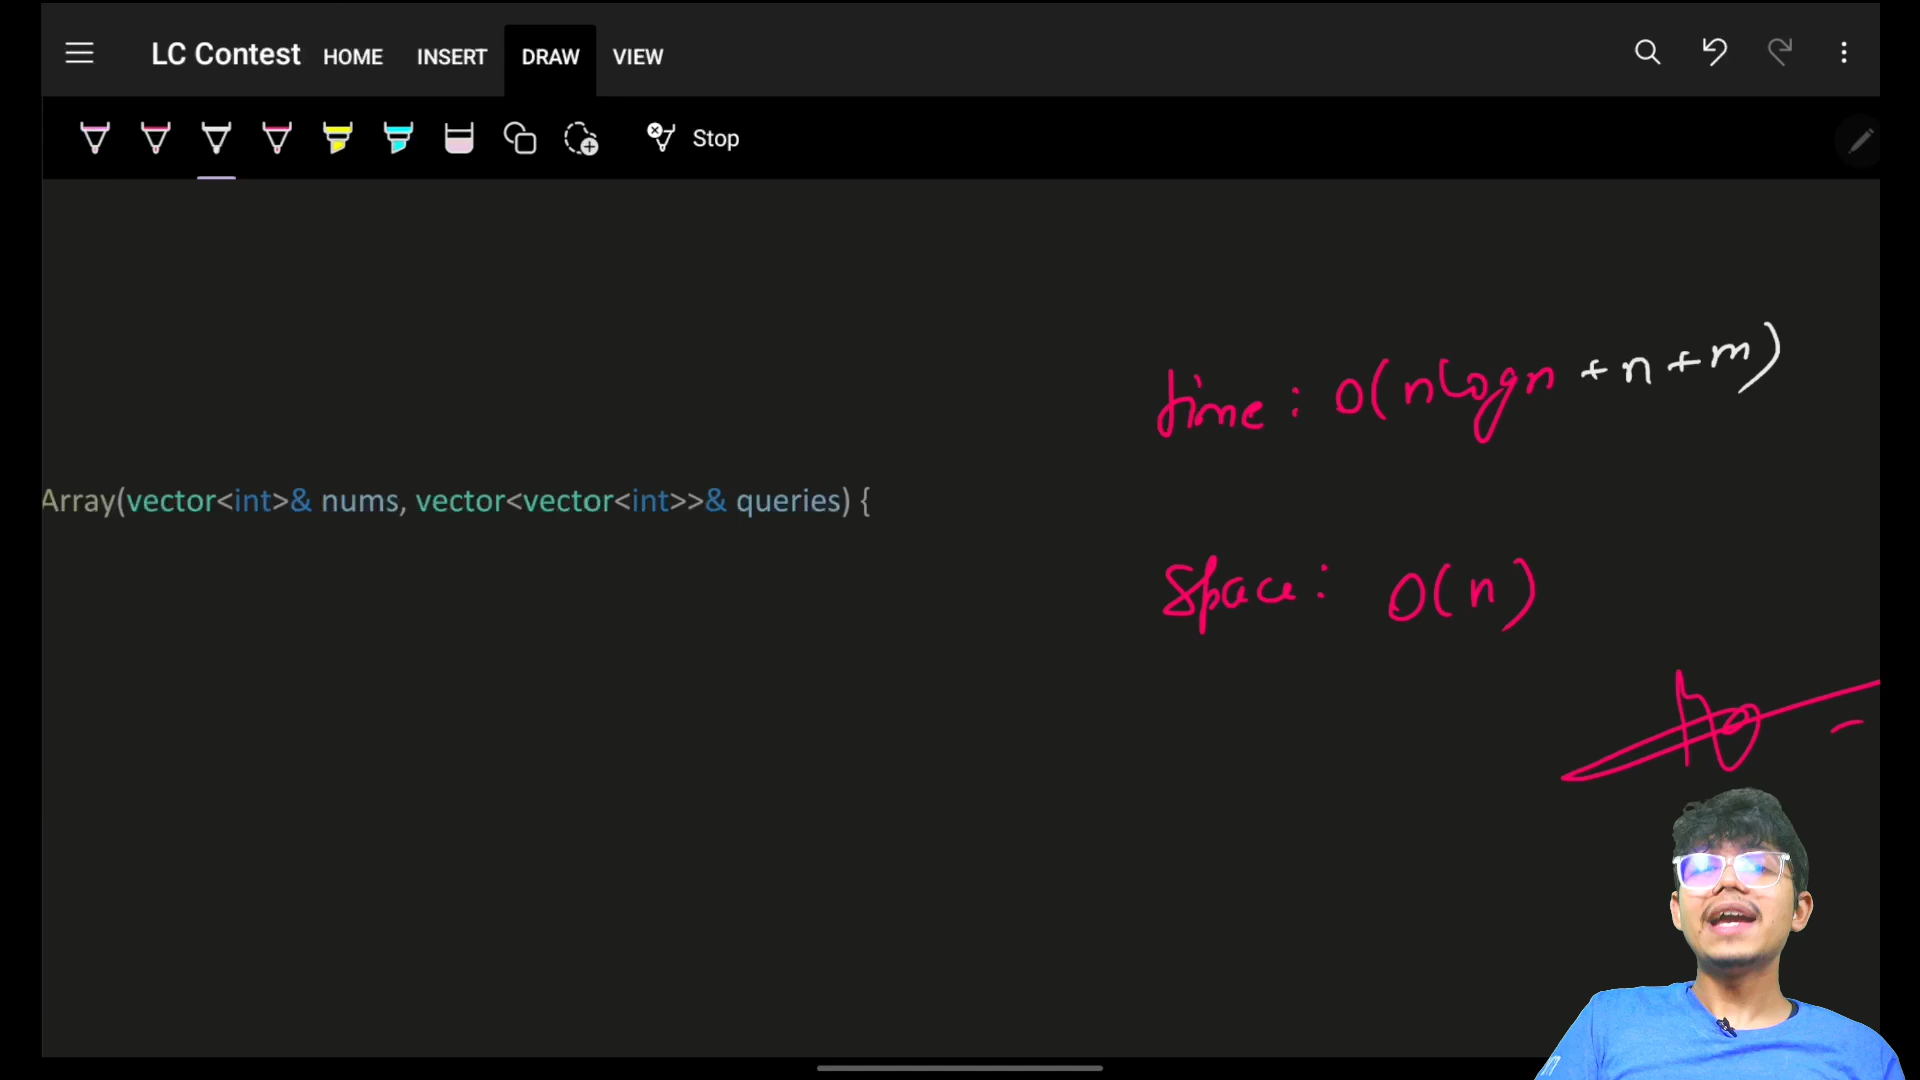 LC Contest HOME INSERT DRAW VIEW
Stop
time: O(nlogn + n + m)
Array(vector<int>& nums, vector<vector<int>>& queries) {
Space: O(n)